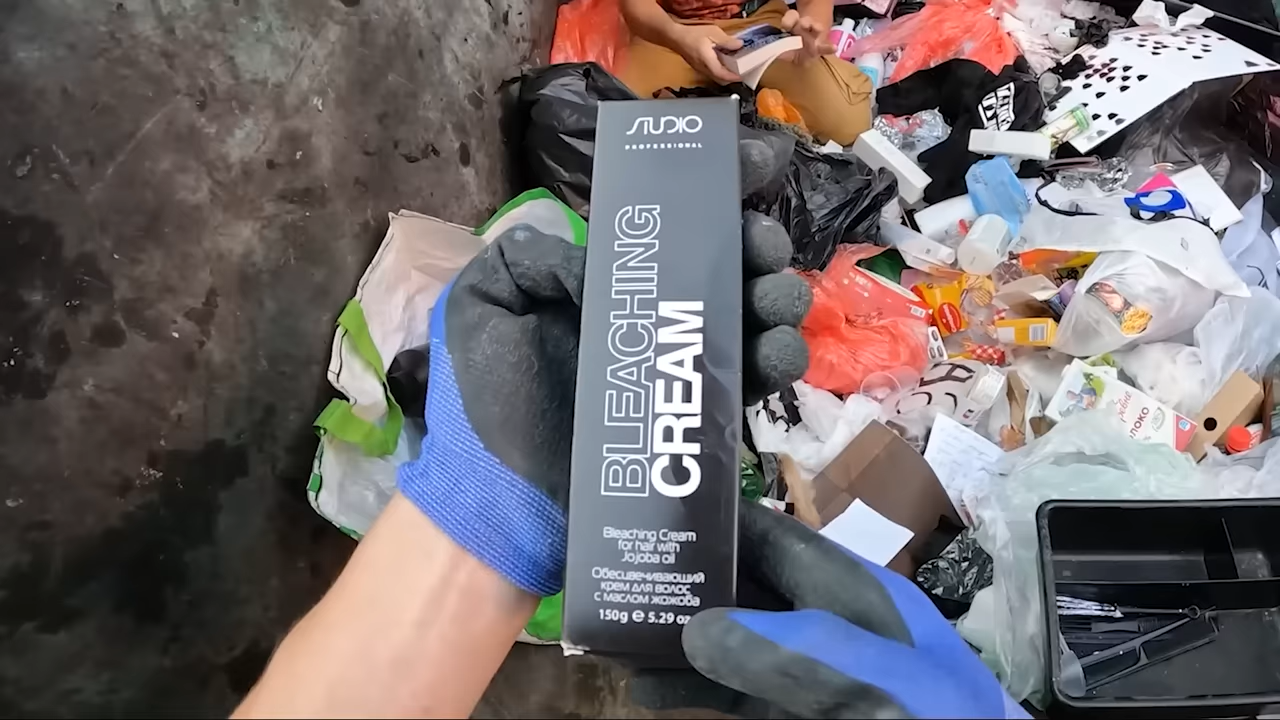 STUDIO
PROFESSIONAL
BLEACHING
CREAM
Bleaching Cream
for hair with
Jojoba oil
Обесцвечивающий
крем для волос
с маслом жожоба
150g ℮ 5.29 oz